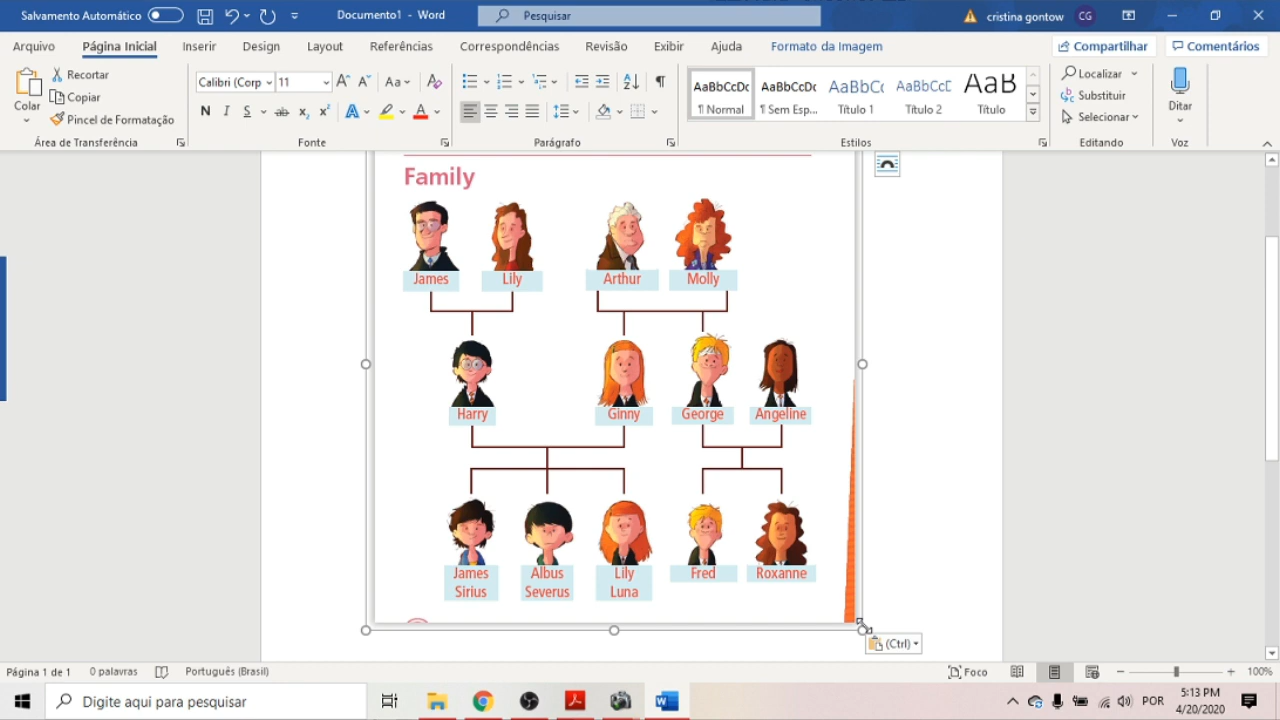 Salvamento Automático
Documento1 - Word
Pesquisar
cristina gontow
CG
Arquivo
Página Inicial
Inserir
Design
Layout
Referências
Correspondências
Revisão
Exibir
Ajuda
Formato da Imagem
Compartilhar
Comentários
Colar
Recortar
Copiar
Pincel de Formatação
Área de Transferência
Calibri (Corp
11
Aa
N I S ab x₂ x²
Fonte
Parágrafo
AaBbCcDc AaBbCcDc AaBbCc AaBbCcC AaB
¶ Normal ¶ Sem Esp... Título 1 Título 2 Título
Estilos
Localizar
Substituir
Selecionar
Editando
Ditar
Voz
Family
James Lily Arthur Molly
Harry Ginny George Angeline
James Albus Lily Fred Roxanne
Sirius Severus Luna
(Ctrl)
Página 1 de 1 0 palavras Português (Brasil) Foco 100%
Digite aqui para pesquisar
POR
5:13 PM
4/20/2020